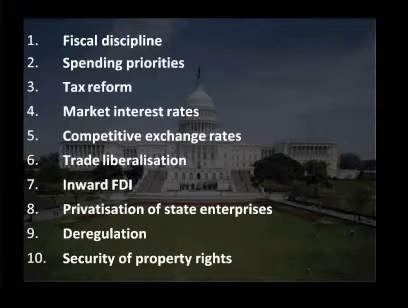 1. Fiscal discipline
2. Spending priorities
3. Tax reform
4. Market interest rates
5. Competitive exchange rates
6. Trade liberalisation
7. Inward FDI
8. Privatisation of state enterprises
9. Deregulation
10. Security of property rights